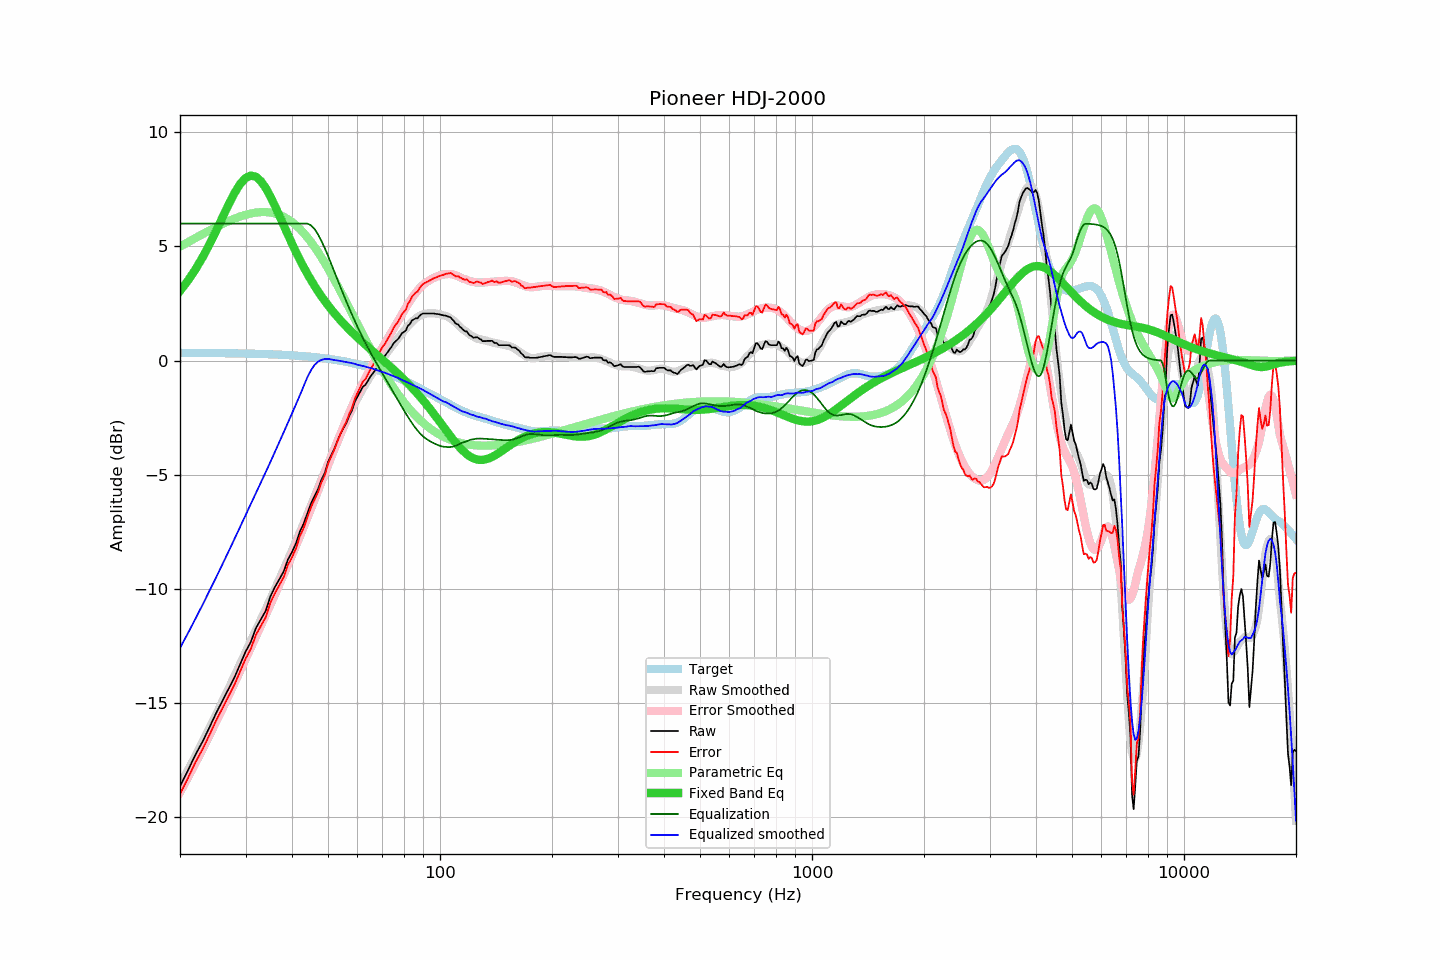 Pioneer HDJ-2000
10
5
0
−5
−10
−15
−20
Amplitude (dBr)
Target
Raw Smoothed
Error Smoothed
Raw
Error
Parametric Eq
Fixed Band Eq
Equalization
Equalized smoothed
100
1000
10000
Frequency (Hz)